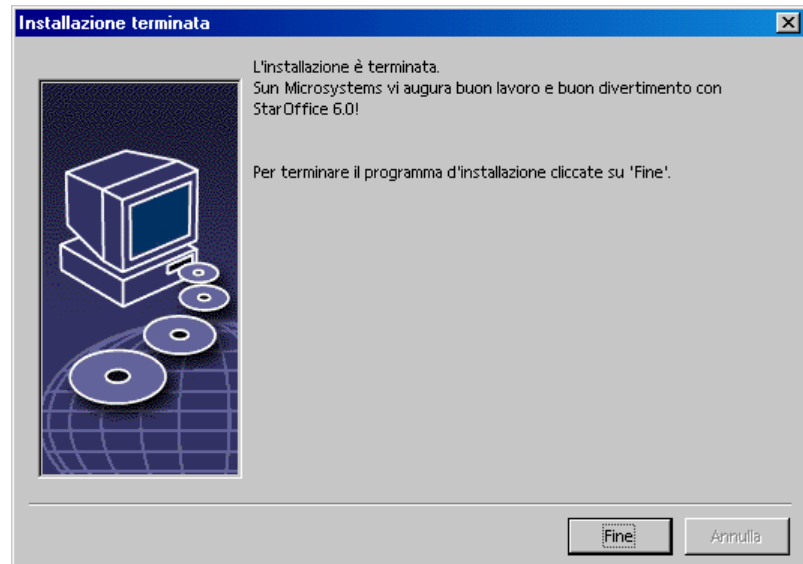 Installazione terminata
L'installazione è terminata.
Sun Microsystems vi augura buon lavoro e buon divertimento con
StarOffice 6.0!
Per terminare il programma d'installazione cliccate su 'Fine'.
Fine
Annulla